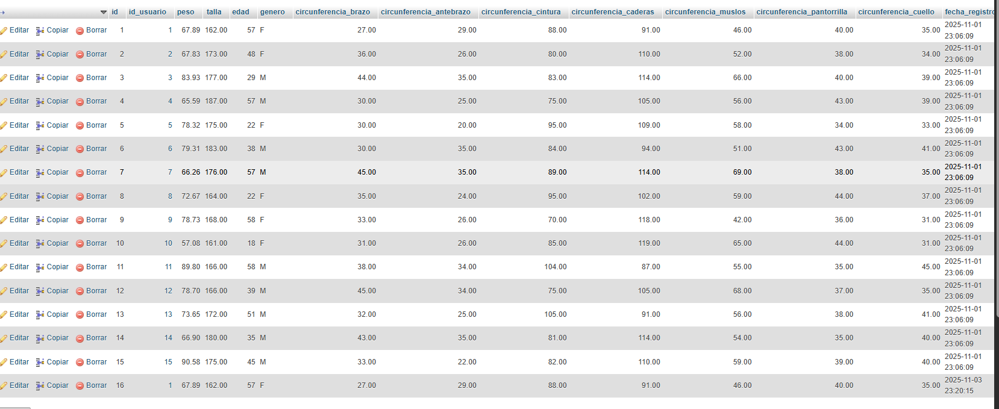 id id_usuario peso talla edad genero circunferencia_brazo circunferencia_antebrazo circunferencia_cintura circunferencia_caderas circunferencia_muslos circunferencia_pantorrilla circunferencia_cuello fecha_registro
Editar Copiar Borrar 1 1 67.89 162.00 57 F 27.00 29.00 88.00 91.00 46.00 40.00 35.00 2025-11-01 23:06:09
Editar Copiar Borrar 2 2 67.83 173.00 48 F 36.00 26.00 80.00 110.00 52.00 38.00 34.00 2025-11-01 23:06:09
Editar Copiar Borrar 3 3 83.93 177.00 29 M 44.00 35.00 83.00 114.00 66.00 40.00 39.00 2025-11-01 23:06:09
Editar Copiar Borrar 4 4 65.59 187.00 57 M 30.00 25.00 75.00 105.00 56.00 43.00 39.00 2025-11-01 23:06:09
Editar Copiar Borrar 5 5 78.32 175.00 22 F 30.00 20.00 95.00 109.00 58.00 34.00 33.00 2025-11-01 23:06:09
Editar Copiar Borrar 6 6 79.31 183.00 38 M 30.00 35.00 84.00 94.00 51.00 43.00 41.00 2025-11-01 23:06:09
Editar Copiar Borrar 7 7 66.26 176.00 57 M 45.00 35.00 89.00 114.00 69.00 38.00 35.00 2025-11-01 23:06:09
Editar Copiar Borrar 8 8 72.67 164.00 22 F 35.00 24.00 95.00 102.00 59.00 44.00 37.00 2025-11-01 23:06:09
Editar Copiar Borrar 9 9 78.73 168.00 58 F 33.00 26.00 70.00 118.00 42.00 36.00 31.00 2025-11-01 23:06:09
Editar Copiar Borrar 10 10 57.08 161.00 18 F 31.00 26.00 85.00 119.00 65.00 44.00 31.00 2025-11-01 23:06:09
Editar Copiar Borrar 11 11 89.80 166.00 58 M 38.00 34.00 104.00 87.00 55.00 35.00 45.00 2025-11-01 23:06:09
Editar Copiar Borrar 12 12 78.70 166.00 39 M 45.00 34.00 75.00 105.00 68.00 37.00 35.00 2025-11-01 23:06:09
Editar Copiar Borrar 13 13 73.65 172.00 51 M 32.00 25.00 105.00 91.00 56.00 38.00 41.00 2025-11-01 23:06:09
Editar Copiar Borrar 14 14 66.90 180.00 35 M 43.00 35.00 81.00 114.00 54.00 35.00 40.00 2025-11-01 23:06:09
Editar Copiar Borrar 15 15 90.58 175.00 45 M 33.00 22.00 82.00 110.00 59.00 39.00 40.00 2025-11-01 23:06:09
Editar Copiar Borrar 16 1 67.89 162.00 57 F 27.00 29.00 88.00 91.00 46.00 40.00 35.00 2025-11-03 23:20:15